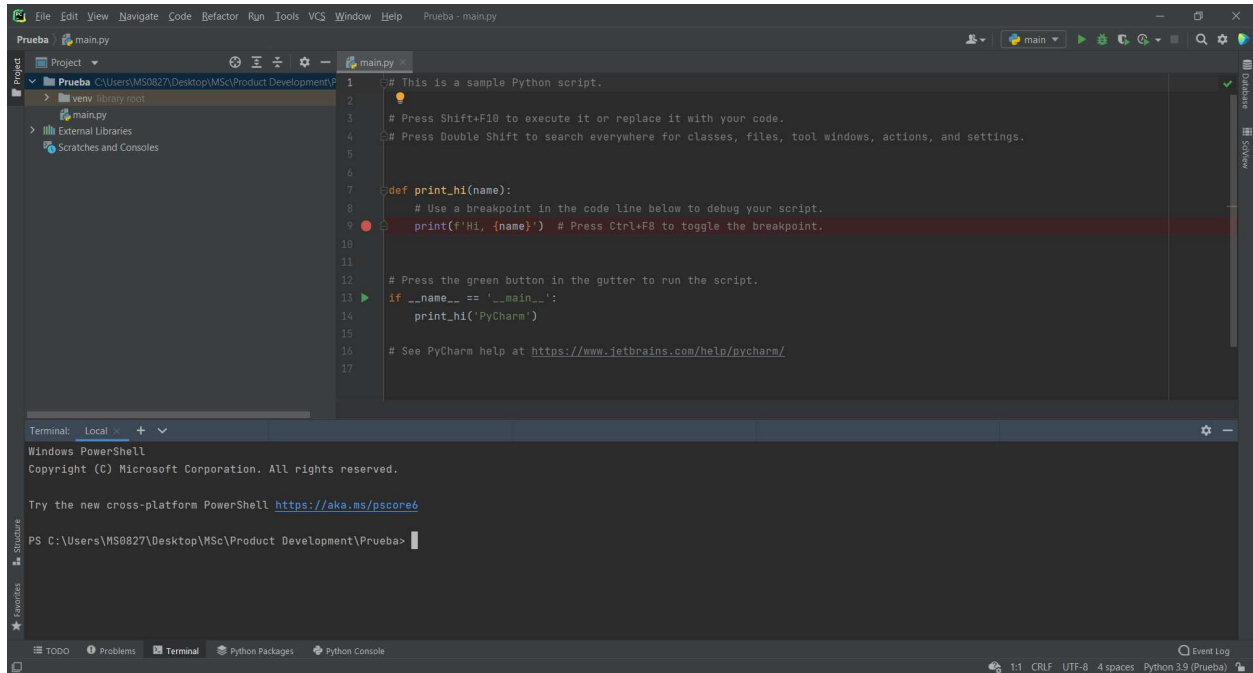 File Edit View Navigate Code Refactor Run Tools VCS Window Help Prueba - main.py
Prueba main.py
main
Project
main.py
Project
Prueba C:\Users\MS0827\Desktop\MSc\Product Development\P
venv library root
main.py
External Libraries
Scratches and Consoles
1 # This is a sample Python script.
2
3 # Press Shift+F10 to execute it or replace it with your code.
4 # Press Double Shift to search everywhere for classes, files, tool windows, actions, and settings.
5
6
7 def print_hi(name):
8 # Use a breakpoint in the code line below to debug your script.
9 print(f'Hi, {name}') # Press Ctrl+F8 to toggle the breakpoint.
10
11
12 # Press the green button in the gutter to run the script.
13 if __name__ == '__main__':
14 print_hi('PyCharm')
15
16 # See PyCharm help at https://www.jetbrains.com/help/pycharm/
17
Database
SciView
Terminal: Local
Windows PowerShell
Copyright (C) Microsoft Corporation. All rights reserved.
Try the new cross-platform PowerShell https://aka.ms/pscore6
PS C:\Users\MS0827\Desktop\MSc\Product Development\Prueba>
Structure
Favorites
TODO Problems Terminal Python Packages Python Console Event Log
1:1 CRLF UTF-8 4 spaces Python 3.9 (Prueba)